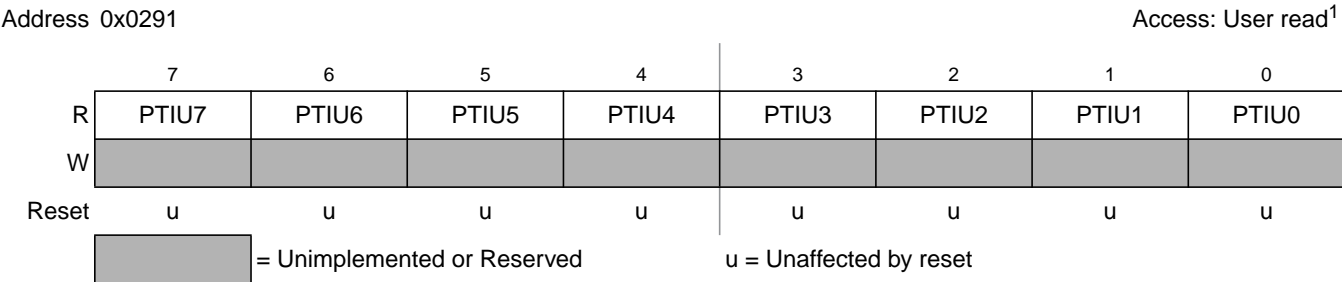 Address 0x0291 Access: User read1
7 6 5 4 3 2 1 0
R PTIU7 PTIU6 PTIU5 PTIU4 PTIU3 PTIU2 PTIU1 PTIU0
W
Reset u u u u u u u u
= Unimplemented or Reserved u = Unaffected by reset